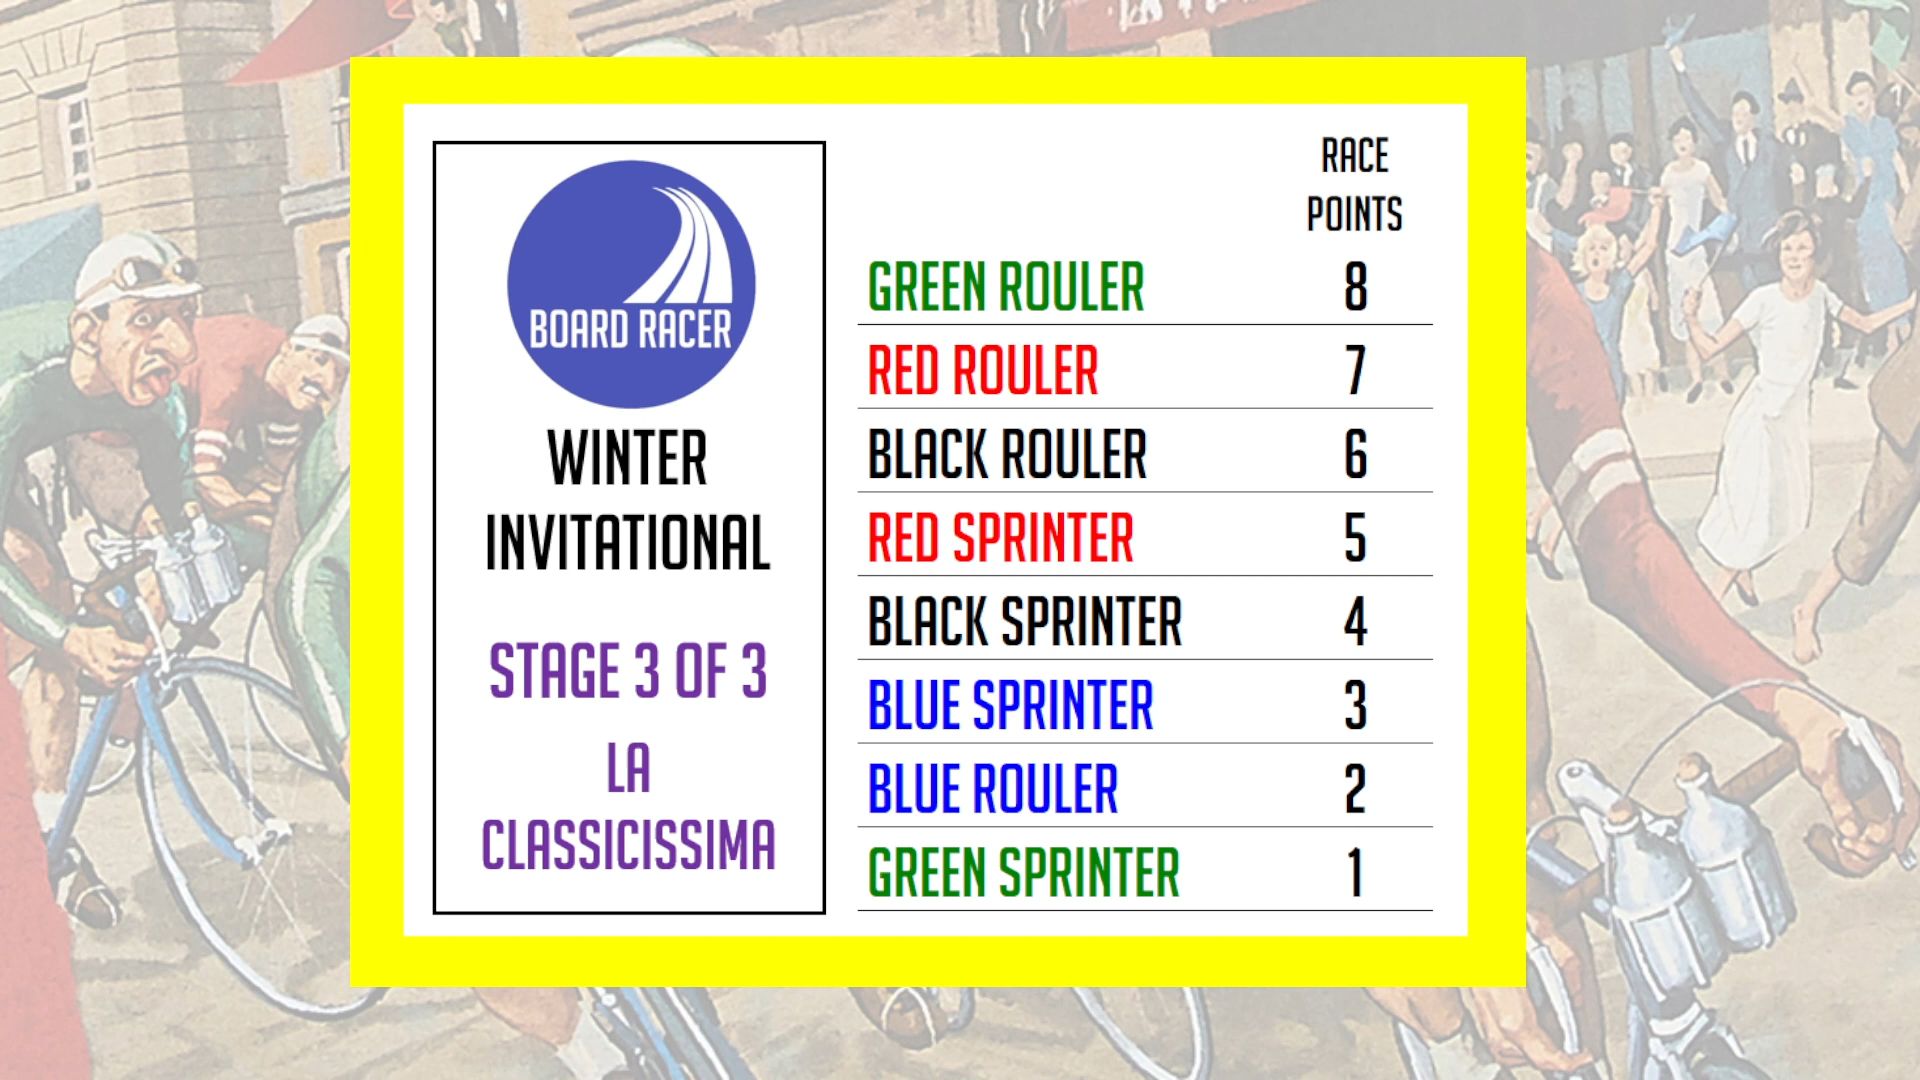 BOARD RACER
WINTER
INVITATIONAL
STAGE 3 OF 3
LA
CLASSICISSIMA
RACE
POINTS
GREEN ROULER 8
RED ROULER 7
BLACK ROULER 6
RED SPRINTER 5
BLACK SPRINTER 4
BLUE SPRINTER 3
BLUE ROULER 2
GREEN SPRINTER 1